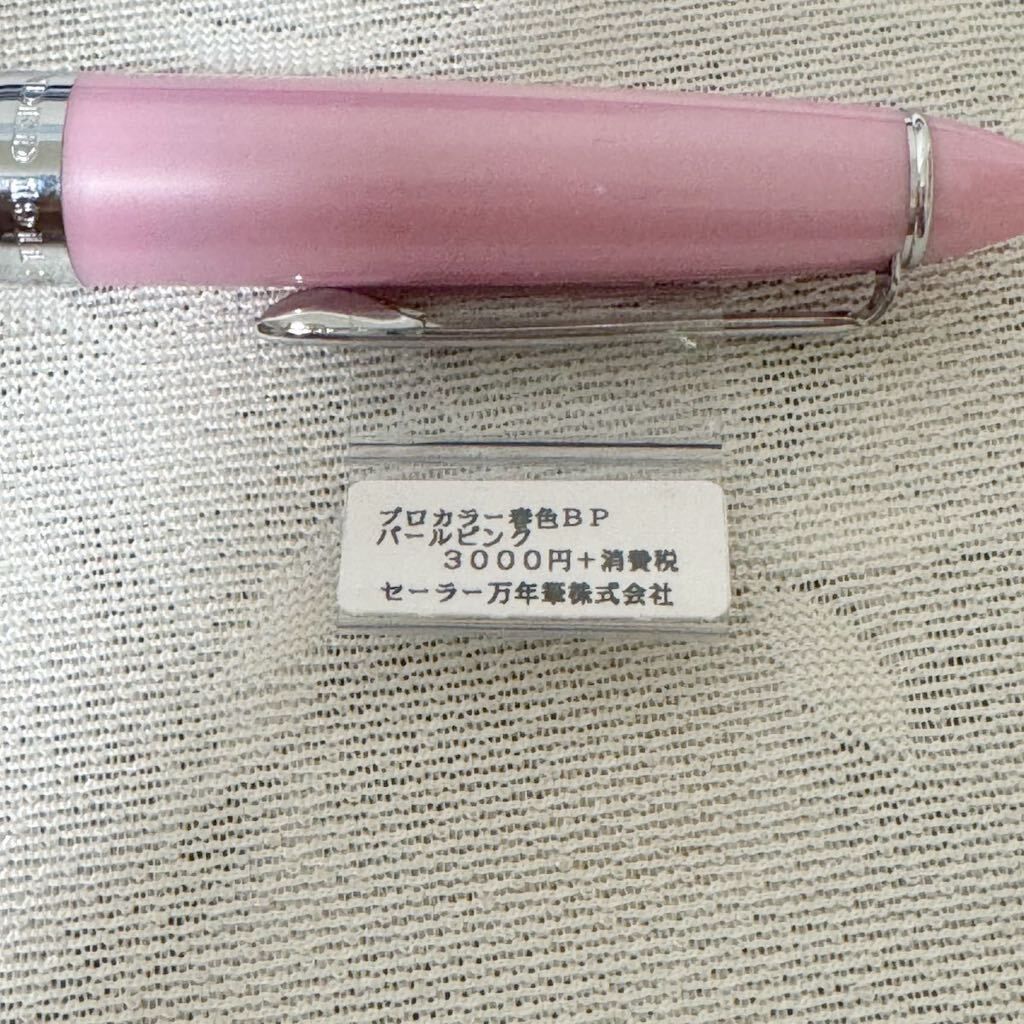 プロカラー春色ＢＰ
パールピンク
３０００円＋消費税
セーラー万年筆株式会社